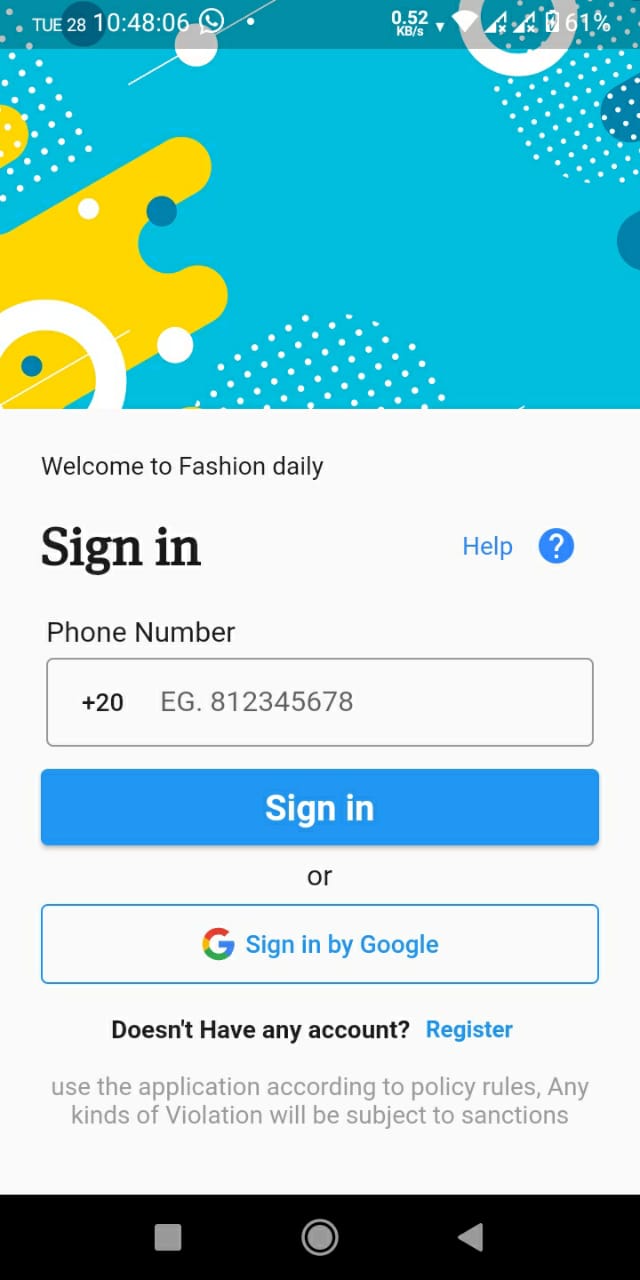 TUE 28 10:48:06 0.52 KB/s 61%
Welcome to Fashion daily
Sign in
Help ?
Phone Number
+20 EG. 812345678
Sign in
or
Sign in by Google
Doesn't Have any account? Register
use the application according to policy rules, Any
kinds of Violation will be subject to sanctions